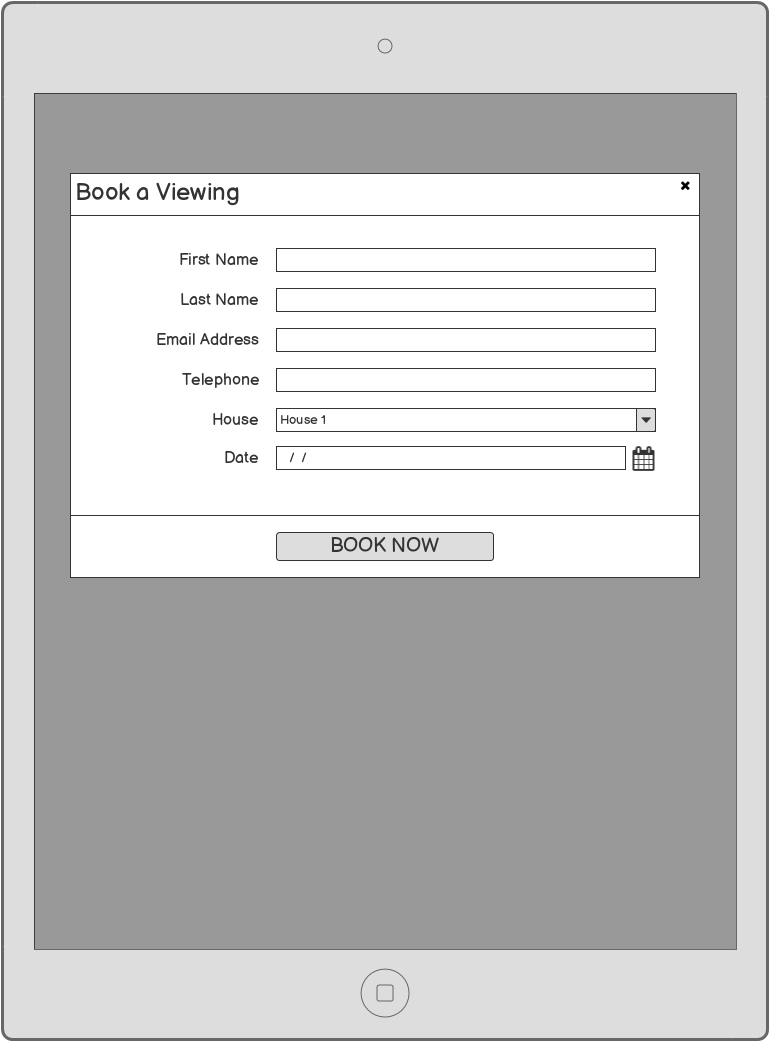 Book a Viewing
First Name
Last Name
Email Address
Telephone
House House 1
Date / /
BOOK NOW